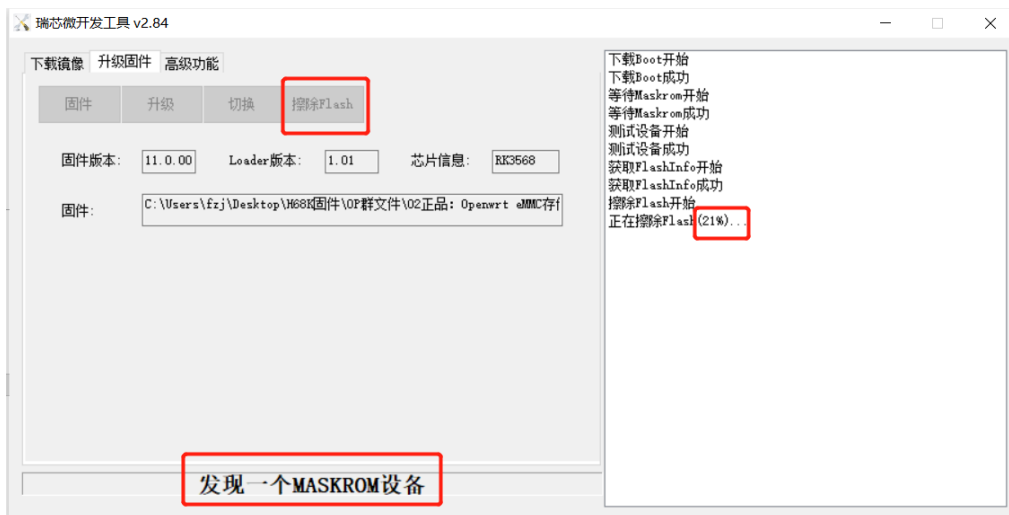 瑞芯微开发工具 v2.84
下载镜像 升级固件 高级功能
固件 升级 切换 擦除Flash
固件版本: 11.0.00 Loader版本: 1.01 芯片信息: RK3568
固件: C:\Users\fzj\Desktop\H68K固件\OP群文件\02正品: Openwrt eMMC存
发现一个MASKROM设备
下载Boot开始
下载Boot成功
等待Maskrom开始
等待Maskrom成功
测试设备开始
测试设备成功
获取FlashInfo开始
获取FlashInfo成功
擦除Flash开始
正在擦除Flash(21%)...